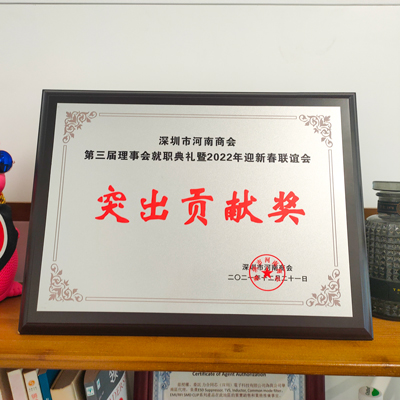 深圳市河南商会
第三届理事会就职典礼暨2022年迎新春联谊会
突出贡献奖
深圳市河南商会
二〇二一年十二月二十一日
Certificate of Agent Authorization